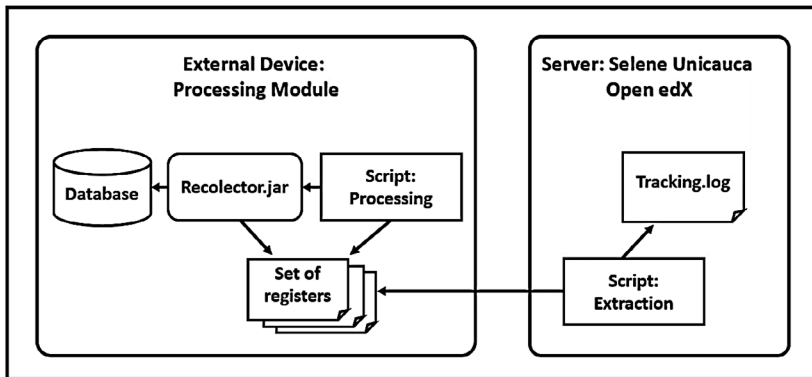 External Device:
Processing Module
Database
Recolector.jar
Script:
Processing
Set of
registers
Server: Selene Unicauca
Open edX
Tracking.log
Script:
Extraction